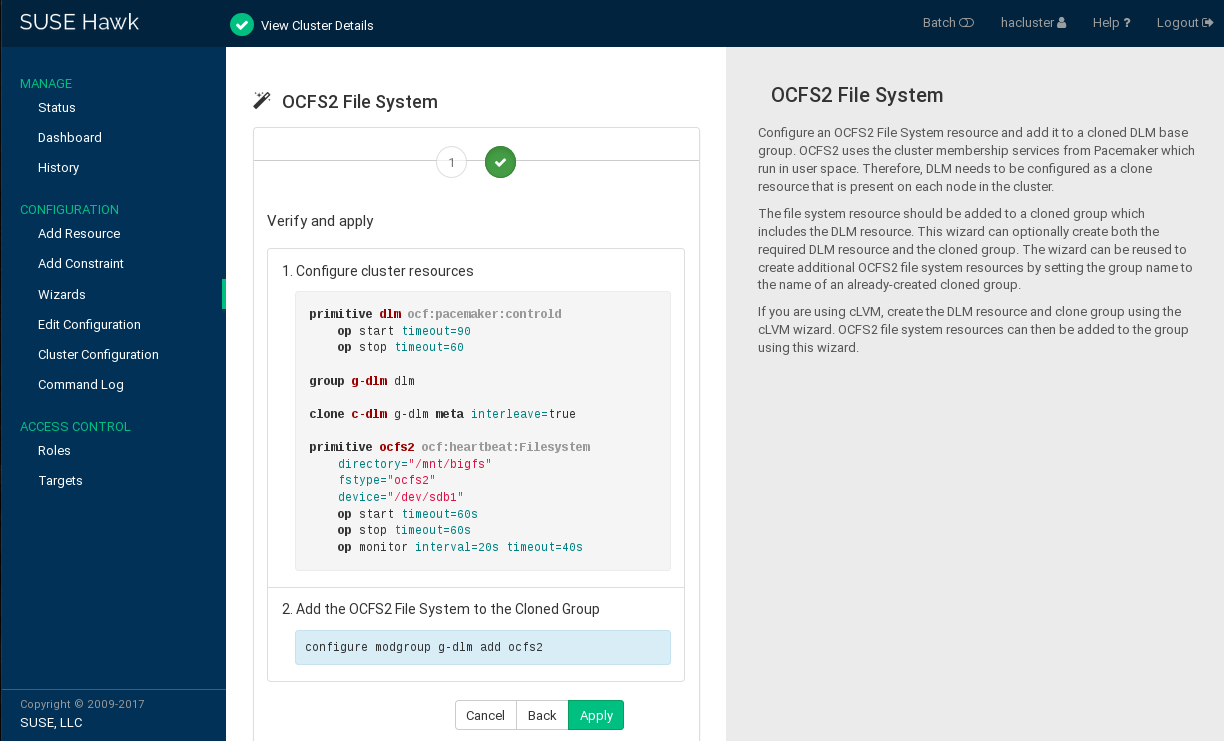 SUSE Hawk
View Cluster Details
Batch
hacluster
Help ?
Logout
MANAGE
Status
Dashboard
History
CONFIGURATION
Add Resource
Add Constraint
Wizards
Edit Configuration
Cluster Configuration
Command Log
ACCESS CONTROL
Roles
Targets
Copyright © 2009-2017
SUSE, LLC
OCFS2 File System
1
Verify and apply
1. Configure cluster resources
primitive dlm ocf:pacemaker:controld
op start timeout=90
op stop timeout=60
group g-dlm dlm
clone c-dlm g-dlm meta interleave=true
primitive ocfs2 ocf:heartbeat:Filesystem
directory="/mnt/bigfs"
fstype="ocfs2"
device="/dev/sdb1"
op start timeout=60s
op stop timeout=60s
op monitor interval=20s timeout=40s
2. Add the OCFS2 File System to the Cloned Group
configure modgroup g-dlm add ocfs2
Cancel
Back
Apply
OCFS2 File System
Configure an OCFS2 File System resource and add it to a cloned DLM base
group. OCFS2 uses the cluster membership services from Pacemaker which
run in user space. Therefore, DLM needs to be configured as a clone
resource that is present on each node in the cluster.
The file system resource should be added to a cloned group which
includes the DLM resource. This wizard can optionally create both the
required DLM resource and the cloned group. The wizard can be reused to
create additional OCFS2 file system resources by setting the group name to
the name of an already-created cloned group.
If you are using cLVM, create the DLM resource and clone group using the
cLVM wizard. OCFS2 file system resources can then be added to the group
using this wizard.